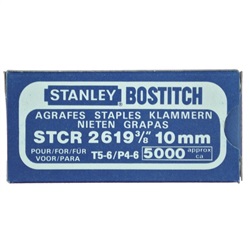 STANLEY BOSTITCH
AGRAFES STAPLES KLAMMERN
NIETEN GRAPAS
STCR 2619 3/8" 10mm
POUR/FOR/FÜR
VOOR/PARA
T5-6/P4-6 5000 approx ca